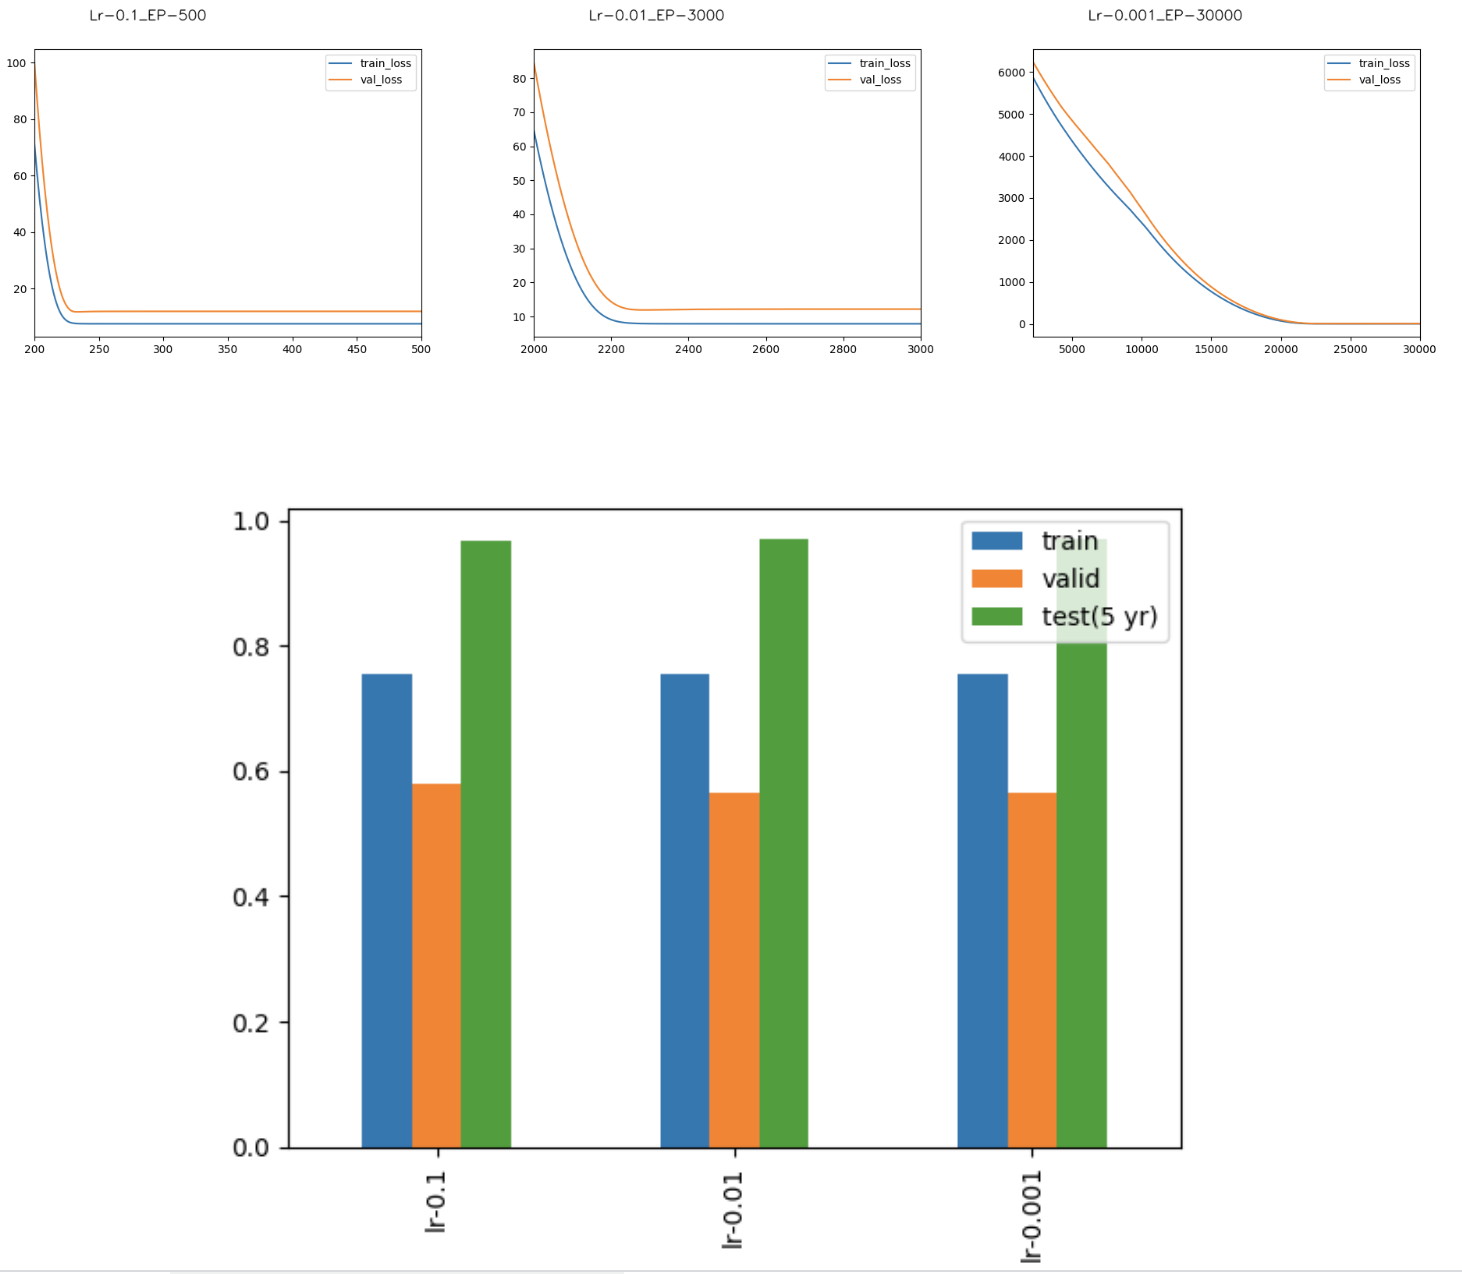 Lr-0.1_EP-500
Lr-0.01_EP-3000
Lr-0.001_EP-30000
train_loss
val_loss
100
80
60
40
20
200 250 300 350 400 450 500
train_loss
val_loss
80
70
60
50
40
30
20
10
2000 2200 2400 2600 2800 3000
train_loss
val_loss
6000
5000
4000
3000
2000
1000
0
5000 10000 15000 20000 25000 30000
train
valid
test(5 yr)
1.0
0.8
0.6
0.4
0.2
0.0
lr-0.1
lr-0.01
lr-0.001